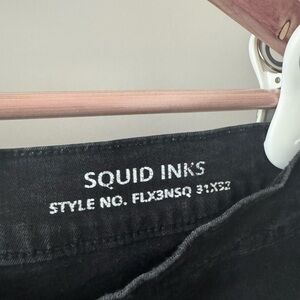 SQUID INKS
STYLE NO. FLX3NSQ 31X32